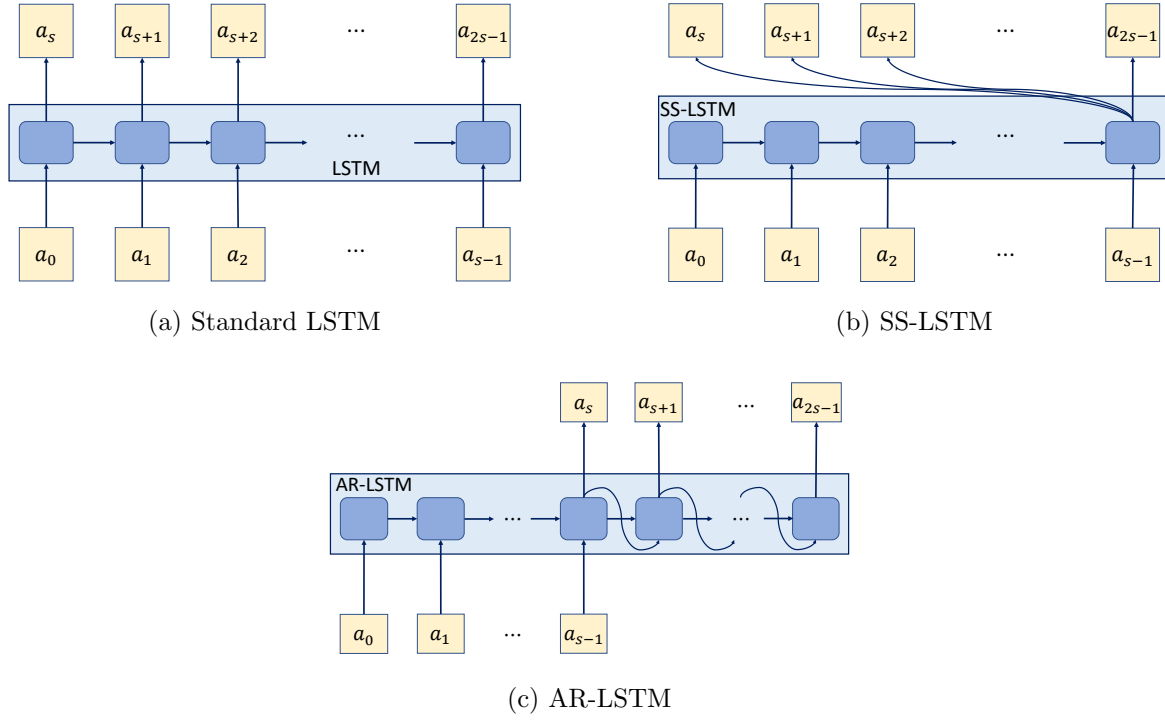 a_s a_{s+1} a_{s+2} ... a_{2s-1}
...
LSTM
a_0 a_1 a_2 ... a_{s-1}
(a) Standard LSTM
a_s a_{s+1} a_{s+2} ... a_{2s-1}
SS-LSTM
...
a_0 a_1 a_2 ... a_{s-1}
(b) SS-LSTM
a_s a_{s+1} ... a_{2s-1}
AR-LSTM
... ...
a_0 a_1 ... a_{s-1}
(c) AR-LSTM